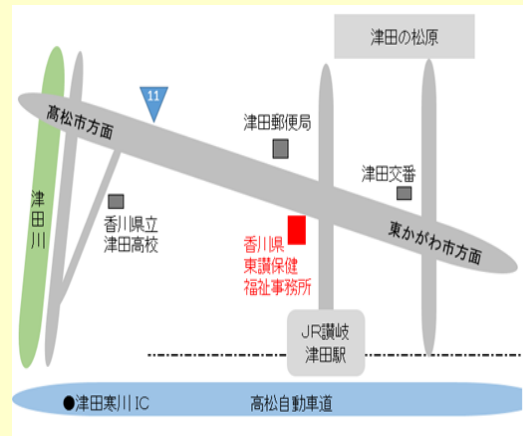 津田の松原
11
高松市方面
津田郵便局
津田交番
津田川
香川県立
津田高校
香川県
東讃保健
福祉事務所
東かがわ市方面
JR讃岐
津田駅
●津田寒川IC
高松自動車道